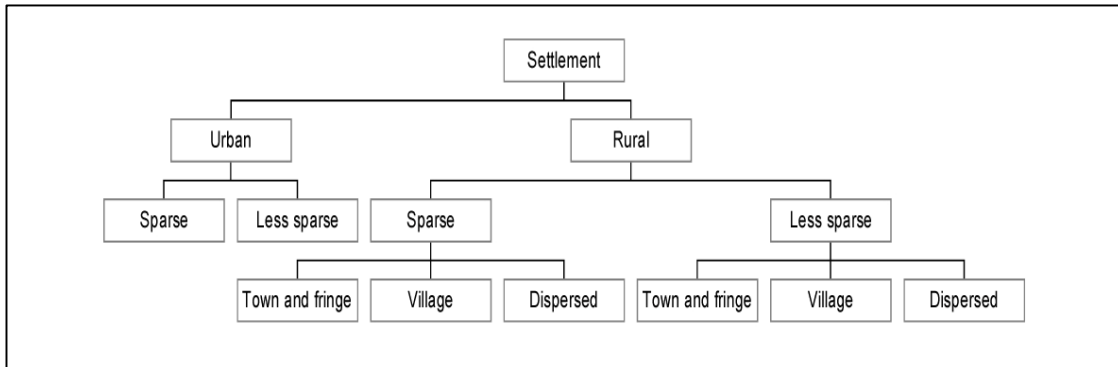 Settlement
Urban
Rural
Sparse
Less sparse
Sparse
Less sparse
Town and fringe
Village
Dispersed
Town and fringe
Village
Dispersed